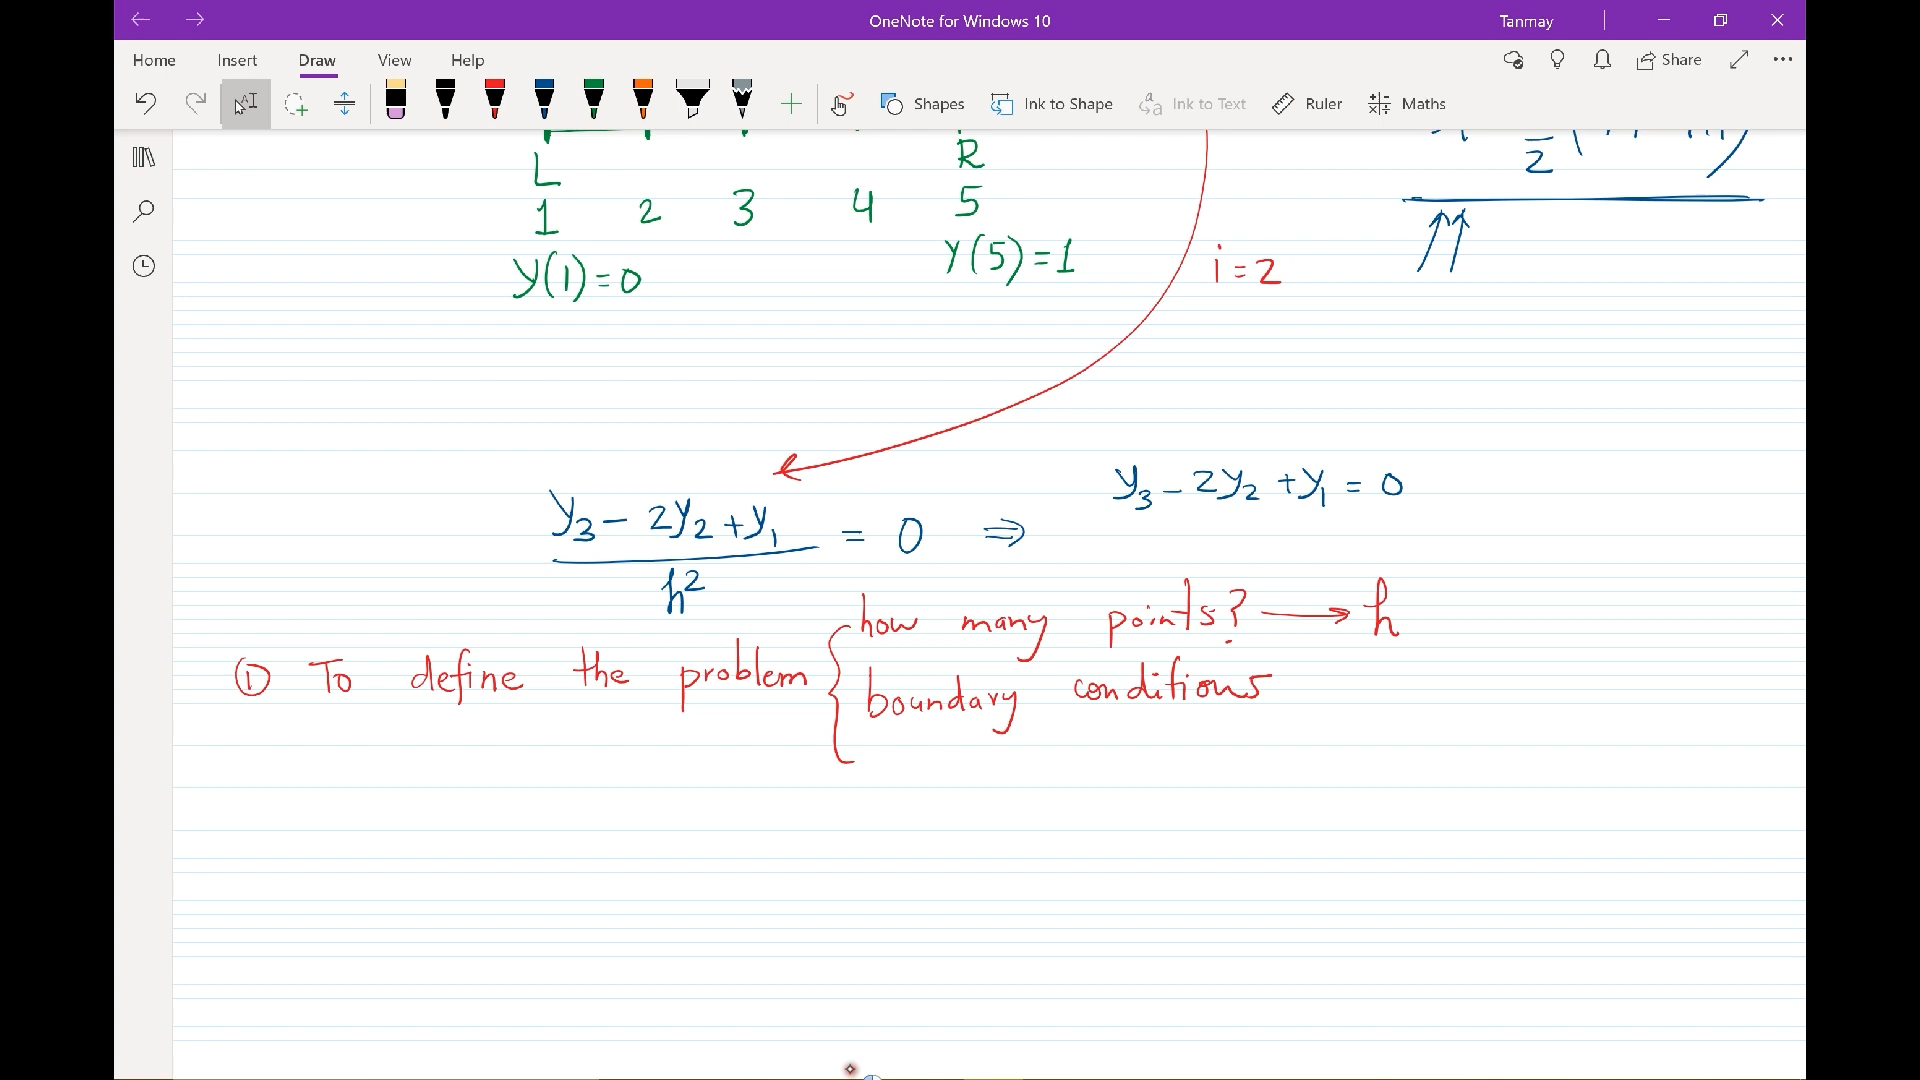 OneNote for Windows 10
Tanmay
Home Insert Draw View Help
Share
Shapes Ink to Shape Ink to Text Ruler Maths
L R
1 2 3 4 5
y(1)=0 y(5)=1
i=2
2
y₃ - 2y₂ + y₁ = 0
y₃ - 2y₂ + y₁ = 0 ⇒
h²
how many points? → h
① To define the problem
boundary conditions